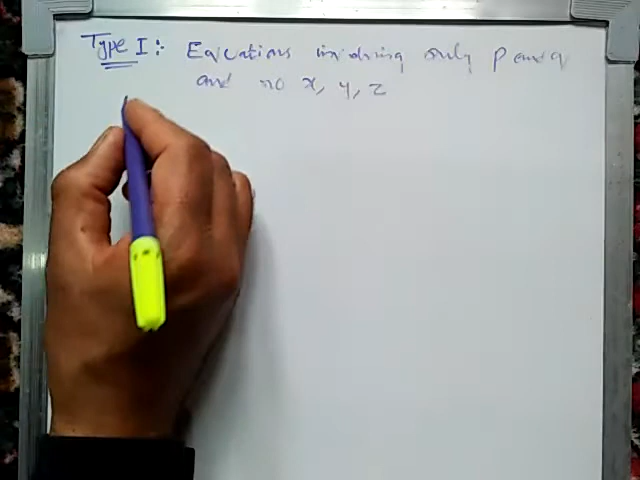 Type I :- Equations involving only p and q
and no x, y, z